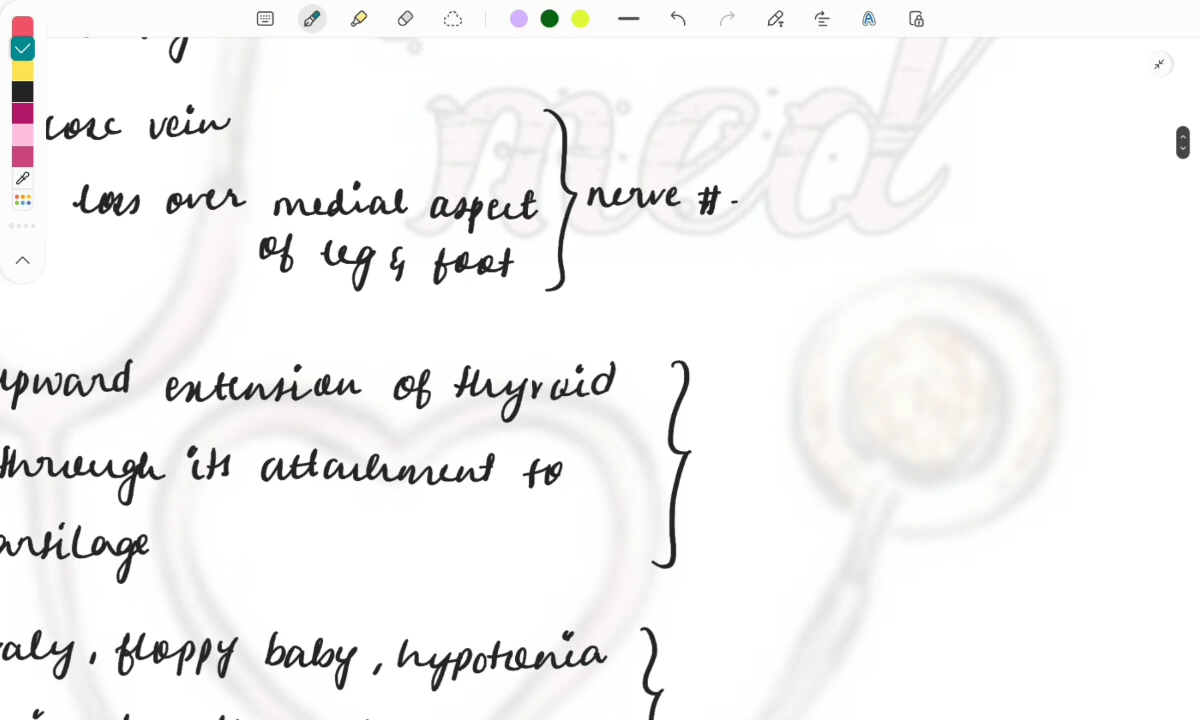 med
cose vein
loss over medial aspect
of leg & foot
nerve #.
upward extension of thyroid
through its attachment to
artilage
aly, floppy baby, hypotonia